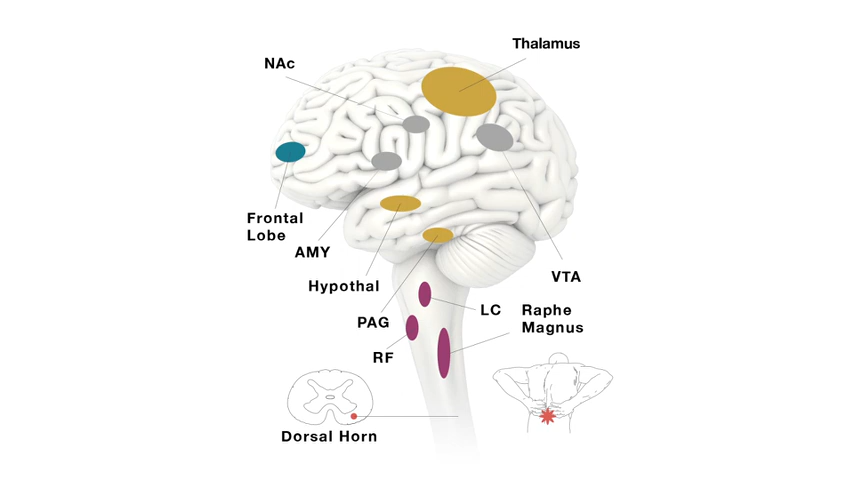 Thalamus
NAc
Frontal
Lobe
AMY
VTA
Hypothal
LC
Raphe
Magnus
PAG
RF
Dorsal Horn